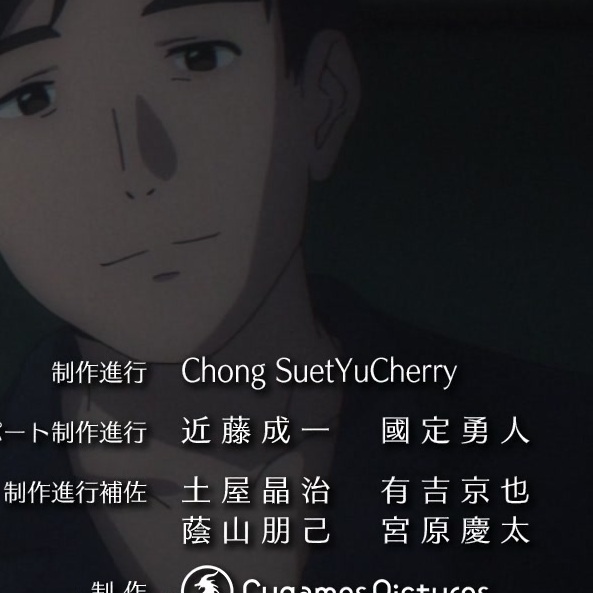 制作進行 Chong SuetYuCherry
ート制作進行 近藤成一 國定勇人
制作進行補佐 土屋晶治 有吉京也
蔭山朋己 宮原慶太
制作 CygamesPictures